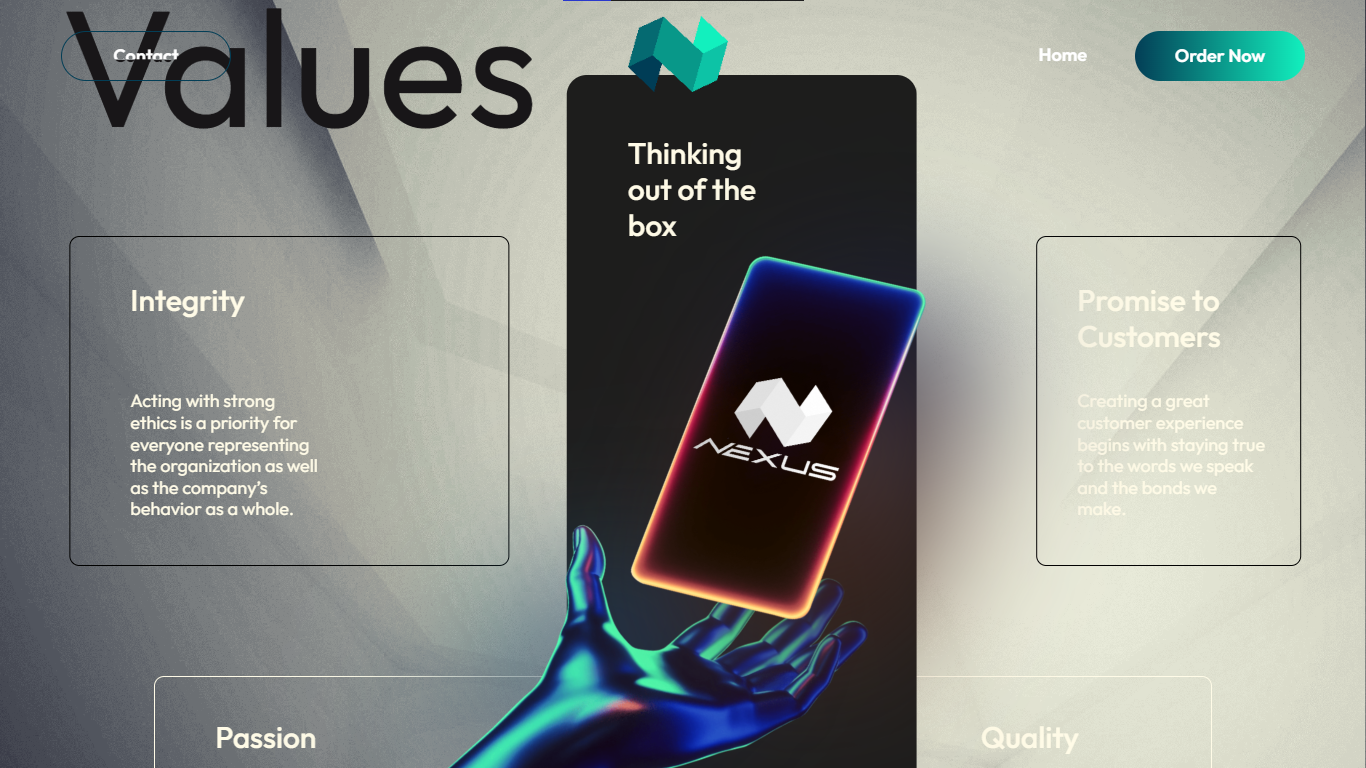 Values
Contact
Home
Order Now
Thinking
out of the
box
Integrity
Acting with strong
ethics is a priority for
everyone representing
the organization as well
as the company’s
behavior as a whole.
NEXUS
Promise to
Customers
Creating a great
customer experience
begins with staying true
to the words we speak
and the bonds we
make.
Passion
Quality